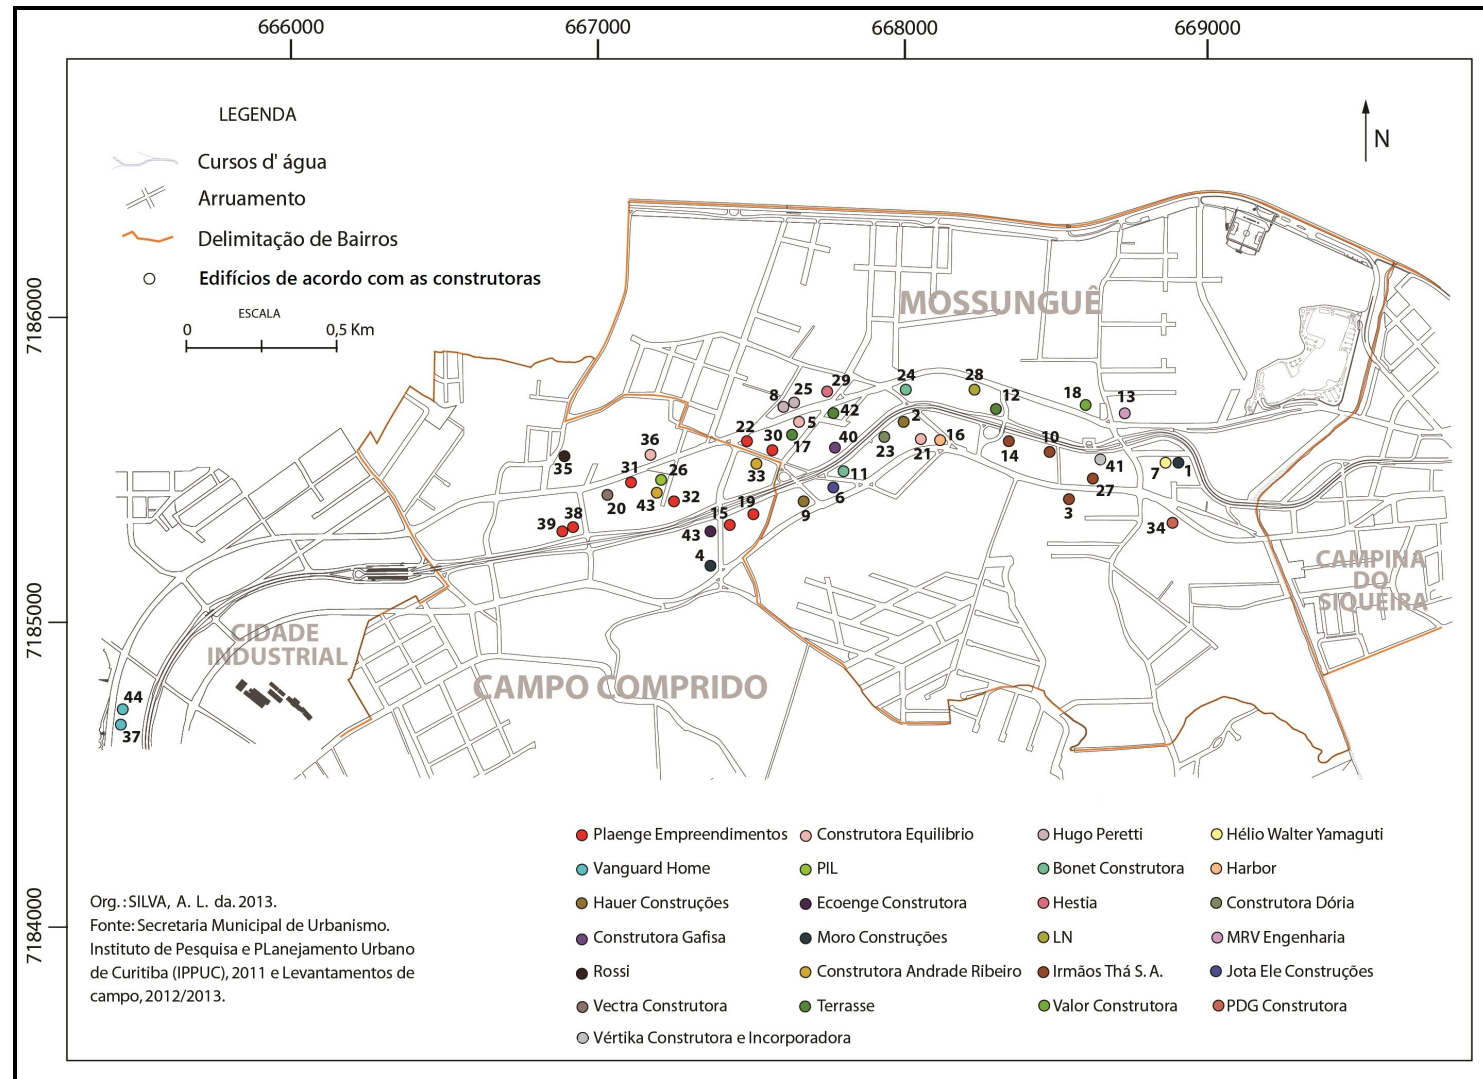 666000 667000 668000 669000
LEGENDA
N
Cursos d' água
Arruamento
Delimitação de Bairros
Edifícios de acordo com as construtoras
ESCALA
0 0,5 Km
7186000
7185000
7184000
MOSSUNGUÊ
CAMPINA
DO
SIQUEIRA
CIDADE
INDUSTRIAL
CAMPO COMPRIDO
29
24
28
8
25
12
18
13
42
2
22
5
30
17
40
23
21
16
14
10
36
35
31
26
33
11
41
7
1
20
43
32
19
15
9
6
27
3
34
39
38
43
4
44
37
Plaenge Empreendimentos
Vanguard Home
Hauer Construções
Construtora Gafisa
Rossi
Vectra Construtora
Vértika Construtora e Incorporadora
Construtora Equilibrio
PIL
Ecoenge Construtora
Moro Construções
Construtora Andrade Ribeiro
Terrasse
Hugo Peretti
Bonet Construtora
Hestia
LN
Irmãos Thá S. A.
Valor Construtora
Hélio Walter Yamaguti
Harbor
Construtora Dória
MRV Engenharia
Jota Ele Construções
PDG Construtora
Org.: SILVA, A. L. da. 2013.
Fonte: Secretaria Municipal de Urbanismo.
Instituto de Pesquisa e PLanejamento Urbano
de Curitiba (IPPUC), 2011 e Levantamentos de
campo, 2012/2013.